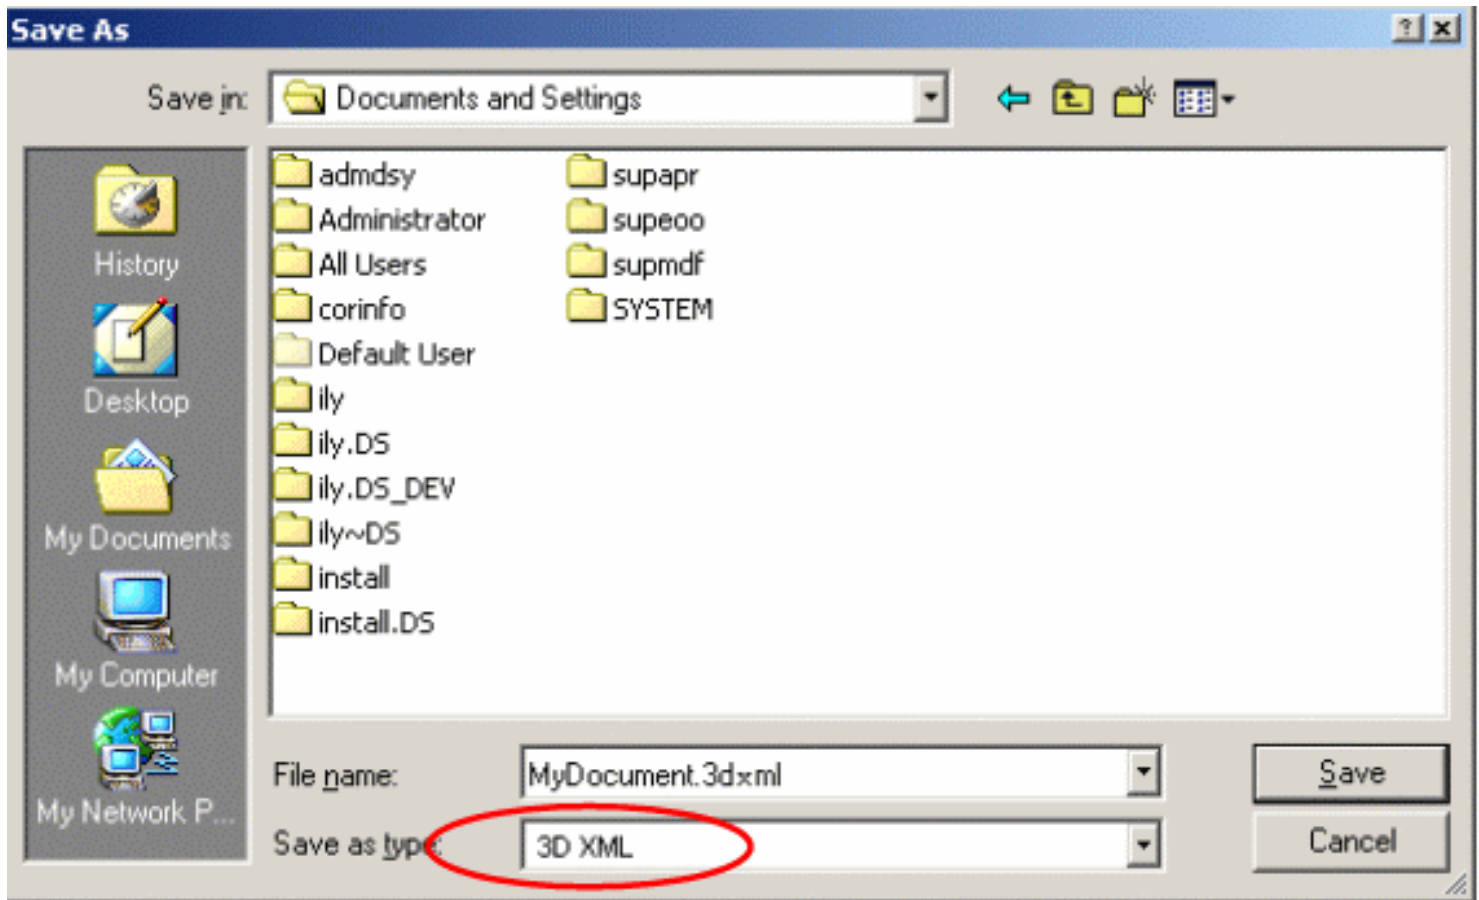 Save As
Save in:
Documents and Settings
History
Desktop
My Documents
My Computer
My Network P...
admdsy
Administrator
All Users
corinfo
Default User
ily
ily.DS
ily.DS_DEV
ily~DS
install
install.DS
supapr
supeoo
supmdf
SYSTEM
File name:
MyDocument.3dxml
Save
Save as type:
3D XML
Cancel